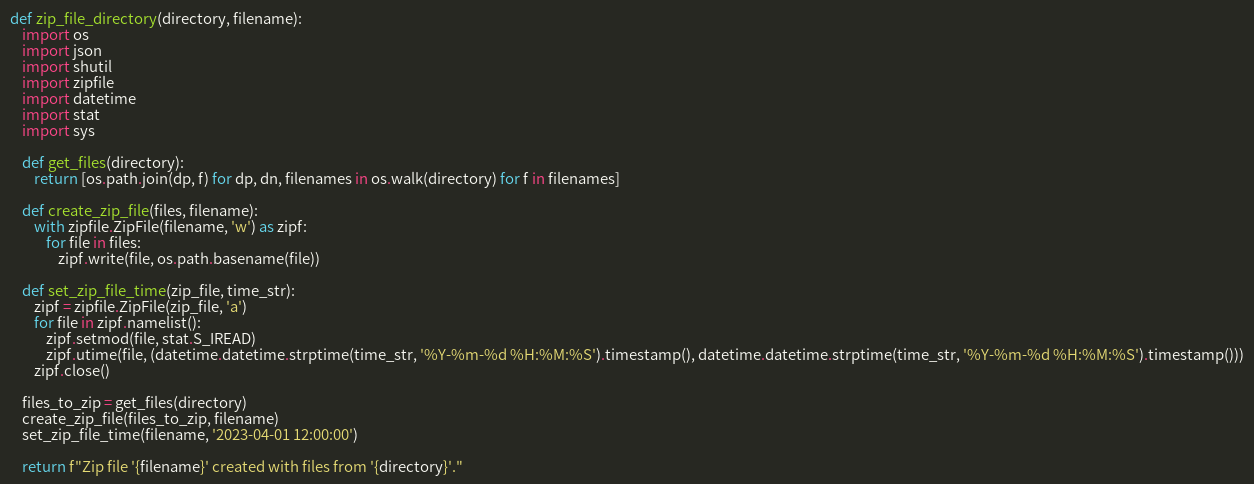 def zip_file_directory(directory, filename):
    import os
    import json
    import shutil
    import zipfile
    import datetime
    import stat
    import sys

    def get_files(directory):
        return [os.path.join(dp, f) for dp, dn, filenames in os.walk(directory) for f in filenames]

    def create_zip_file(files, filename):
        with zipfile.ZipFile(filename, 'w') as zipf:
            for file in files:
                zipf.write(file, os.path.basename(file))

    def set_zip_file_time(zip_file, time_str):
        zipf = zipfile.ZipFile(zip_file, 'a')
        for file in zipf.namelist():
            zipf.setmod(file, stat.S_IREAD)
            zipf.utime(file, (datetime.datetime.strptime(time_str, '%Y-%m-%d %H:%M:%S').timestamp(), datetime.datetime.strptime(time_str, '%Y-%m-%d %H:%M:%S').timestamp()))
        zipf.close()

    files_to_zip = get_files(directory)
    create_zip_file(files_to_zip, filename)
    set_zip_file_time(filename, '2023-04-01 12:00:00')

    return f"Zip file '{filename}' created with files from '{directory}'."